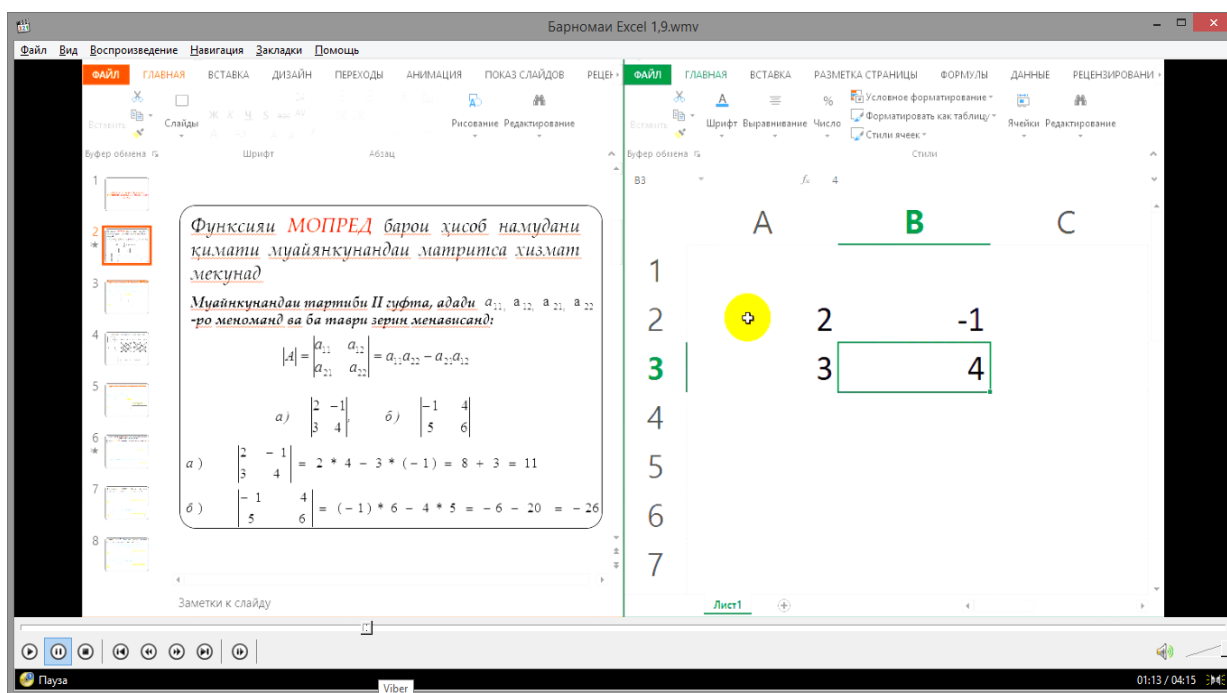 Барномаи Excel 1,9.wmv
Файл Вид Воспроизведение Навигация Закладки Помощь
ФАЙЛ ГЛАВНАЯ ВСТАВКА ДИЗАЙН ПЕРЕХОДЫ АНИМАЦИЯ ПОКАЗ СЛАЙДОВ РЕЦЕН
Вставить Слайды Ж К Ч S abc AV Рисование Редактирование
Буфер обмена Шрифт Абзац
1
2
3
4
5
6
7
8
Функсияи МОПРЕД барои ҳисоб намудани
қимати муайянкунандаи матритса хизмат
мекунад
Муайнкунандаи тартиби II гуфта, адади a11, a12, a 21, a 22
-ро меноманд ва ба таври зерин менависанд:
|A| = |a11 a12| = a11a22 − a21a12
|a21 a22|
а) |2 −1|, б) |−1 4|
|3 4| |5 6|
а ) |2 − 1| = 2 * 4 − 3 * ( − 1 ) = 8 + 3 = 11
|3 4|
б ) |− 1 4| = ( − 1 ) * 6 − 4 * 5 = − 6 − 20 = − 26
|5 6|
Заметки к слайду
ФАЙЛ ГЛАВНАЯ ВСТАВКА РАЗМЕТКА СТРАНИЦЫ ФОРМУЛЫ ДАННЫЕ РЕЦЕНЗИРОВАНИ
Вставить Шрифт Выравнивание Число Ячейки Редактирование
Условное форматирование
Форматировать как таблицу
Стили ячеек
Буфер обмена Стили
B3 fx 4
A B C
1
2 2 -1
3 3 4
4
5
6
7
Лист1
Пауза
Viber
01:13 / 04:15